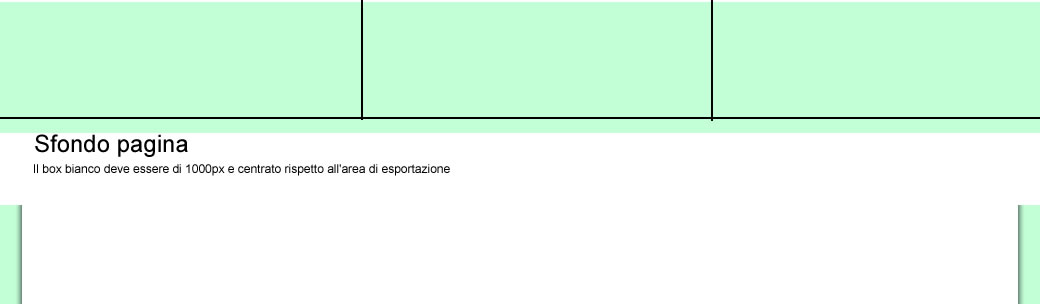 Sfondo pagina
Il box bianco deve essere di 1000px e centrato rispetto all'area di esportazione